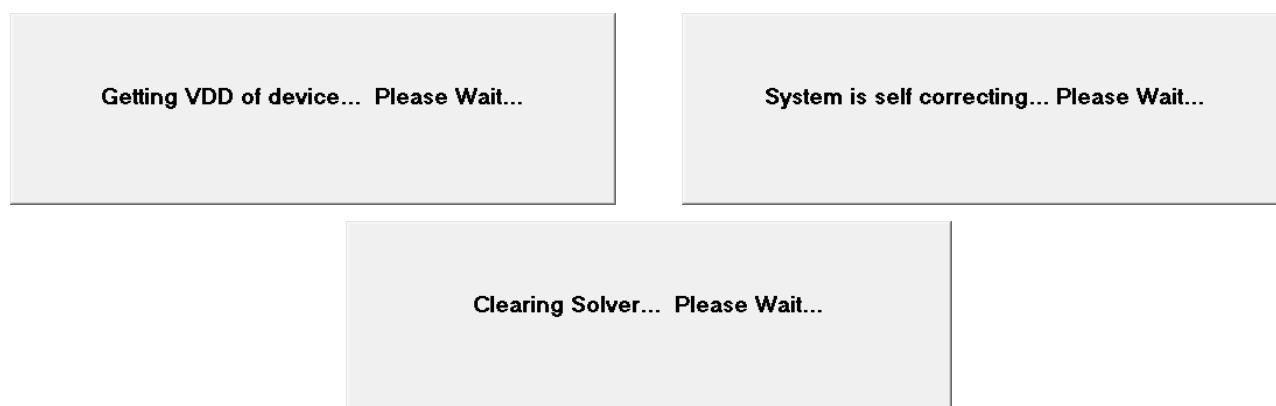 Getting VDD of device... Please Wait...
System is self correcting... Please Wait...
Clearing Solver... Please Wait...